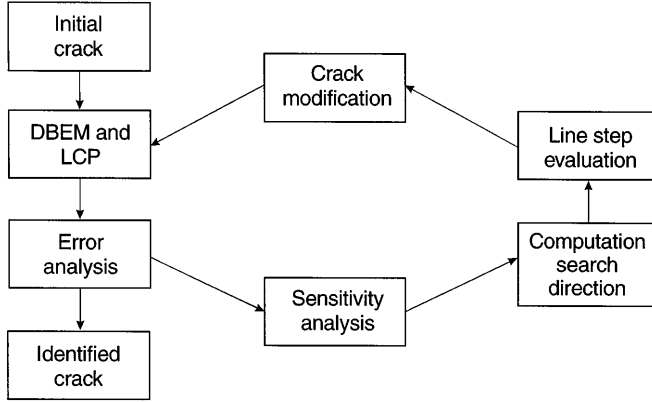 Initial
crack
DBEM and
LCP
Error
analysis
Identified
crack
Crack
modification
Sensitivity
analysis
Line step
evaluation
Computation
search
direction